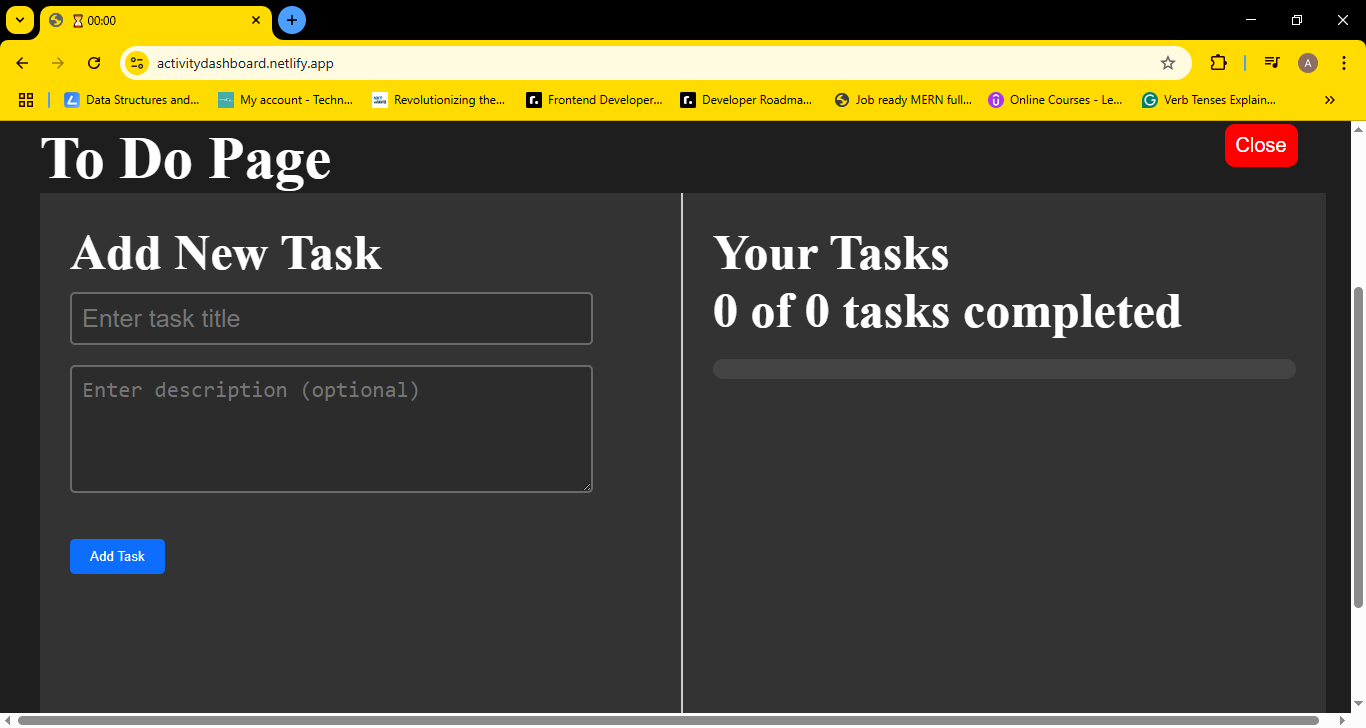 00:00
activitydashboard.netlify.app
A
Data Structures and...
My account - Techn...
Revolutionizing the...
Frontend Developer...
Developer Roadma...
Job ready MERN full...
Online Courses - Le...
Verb Tenses Explain...
To Do Page
Close
Add New Task
Enter task title
Enter description (optional)
Add Task
Your Tasks
0 of 0 tasks completed